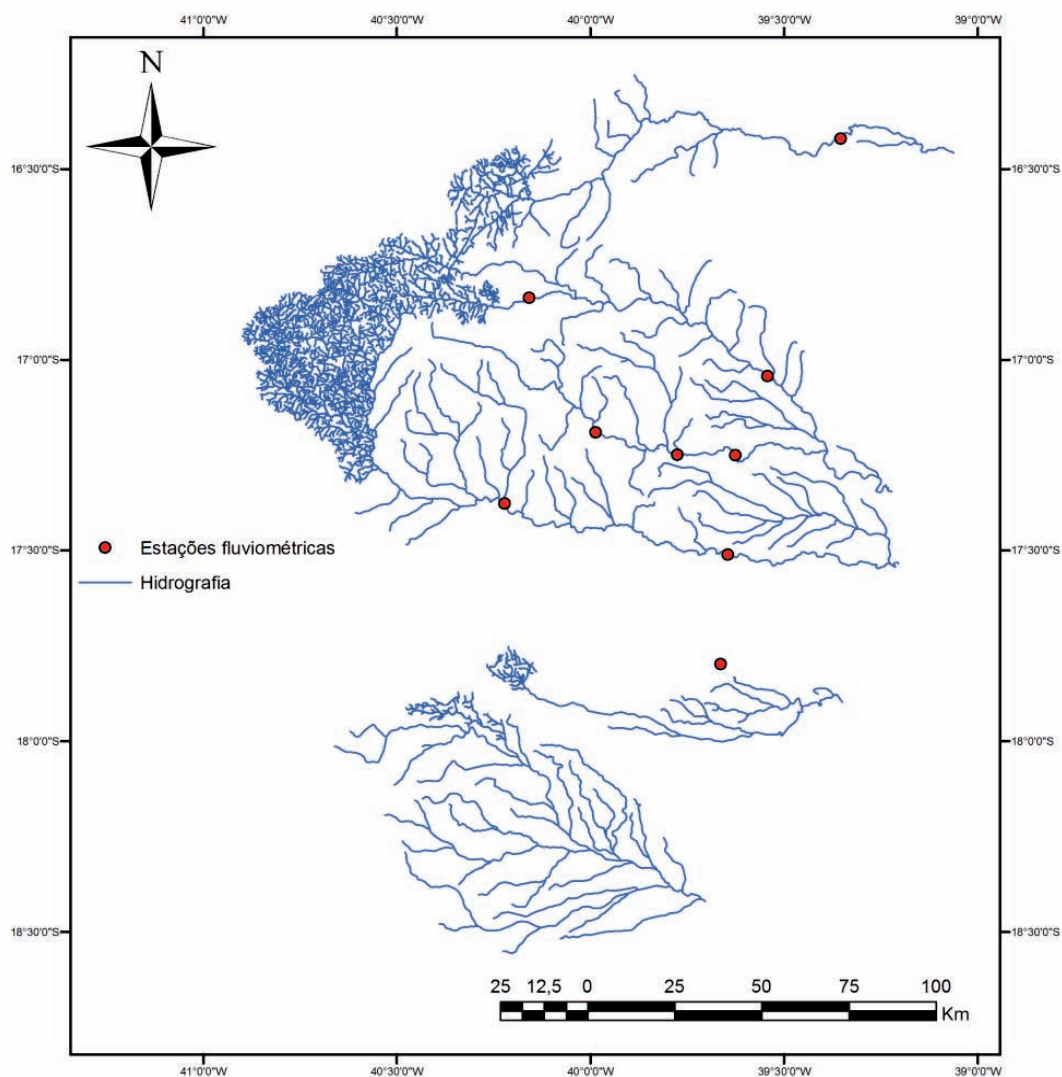 41°0'0"W 40°30'0"W 40°0'0"W 39°30'0"W 39°0'0"W
N
16°30'0"S 16°30'0"S
17°0'0"S 17°0'0"S
17°30'0"S 17°30'0"S
Estações fluviométricas
Hidrografia
18°0'0"S 18°0'0"S
18°30'0"S 18°30'0"S
25 12,5 0 25 50 75 100
Km
41°0'0"W 40°30'0"W 40°0'0"W 39°30'0"W 39°0'0"W